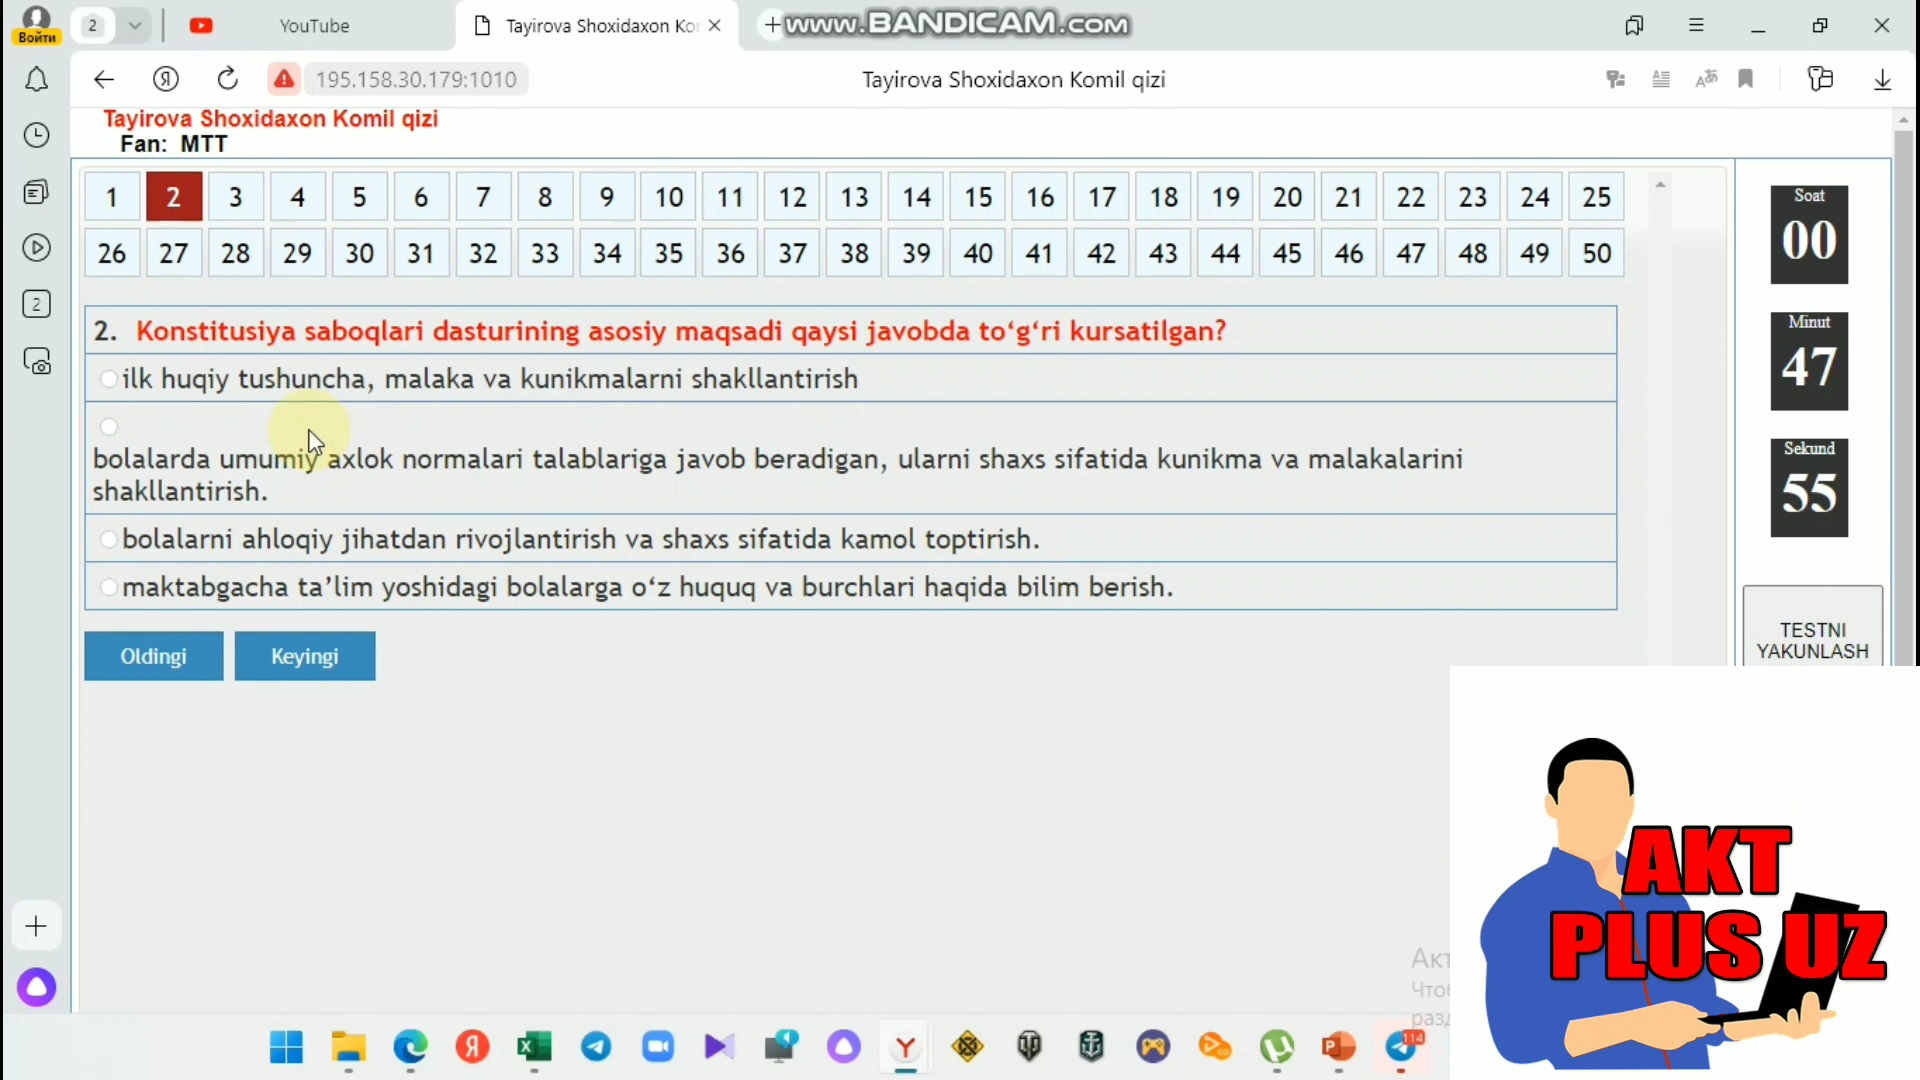 Войти
2
YouTube
Tayirova Shoxidaxon Kor
www.BANDICAM.com
195.158.30.179:1010
Tayirova Shoxidaxon Komil qizi
Tayirova Shoxidaxon Komil qizi
Fan: MTT
1 2 3 4 5 6 7 8 9 10 11 12 13 14 15 16 17 18 19 20 21 22 23 24 25
26 27 28 29 30 31 32 33 34 35 36 37 38 39 40 41 42 43 44 45 46 47 48 49 50
2. Konstitusiya saboqlari dasturining asosiy maqsadi qaysi javobda to‘g‘ri kursatilgan?
ilk huqiy tushuncha, malaka va kunikmalarni shakllantirish
bolalarda umumiy axlok normalari talablariga javob beradigan, ularni shaxs sifatida kunikma va malakalarini
shakllantirish.
bolalarni ahloqiy jihatdan rivojlantirish va shaxs sifatida kamol toptirish.
maktabgacha ta’lim yoshidagi bolalarga o‘z huquq va burchlari haqida bilim berish.
Oldingi Keyingi
Soat
00
Minut
47
Sekund
55
TESTNI
YAKUNLASH
2
AKT
PLUS UZ
114